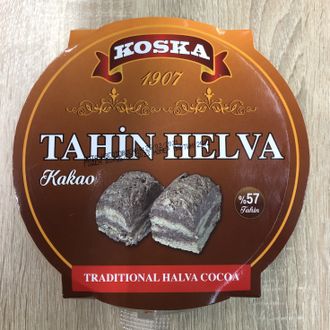 KOSKA
1907
TAHİN HELVA
Kakao
%57
Tahin
TRADITIONAL HALVA COCOA